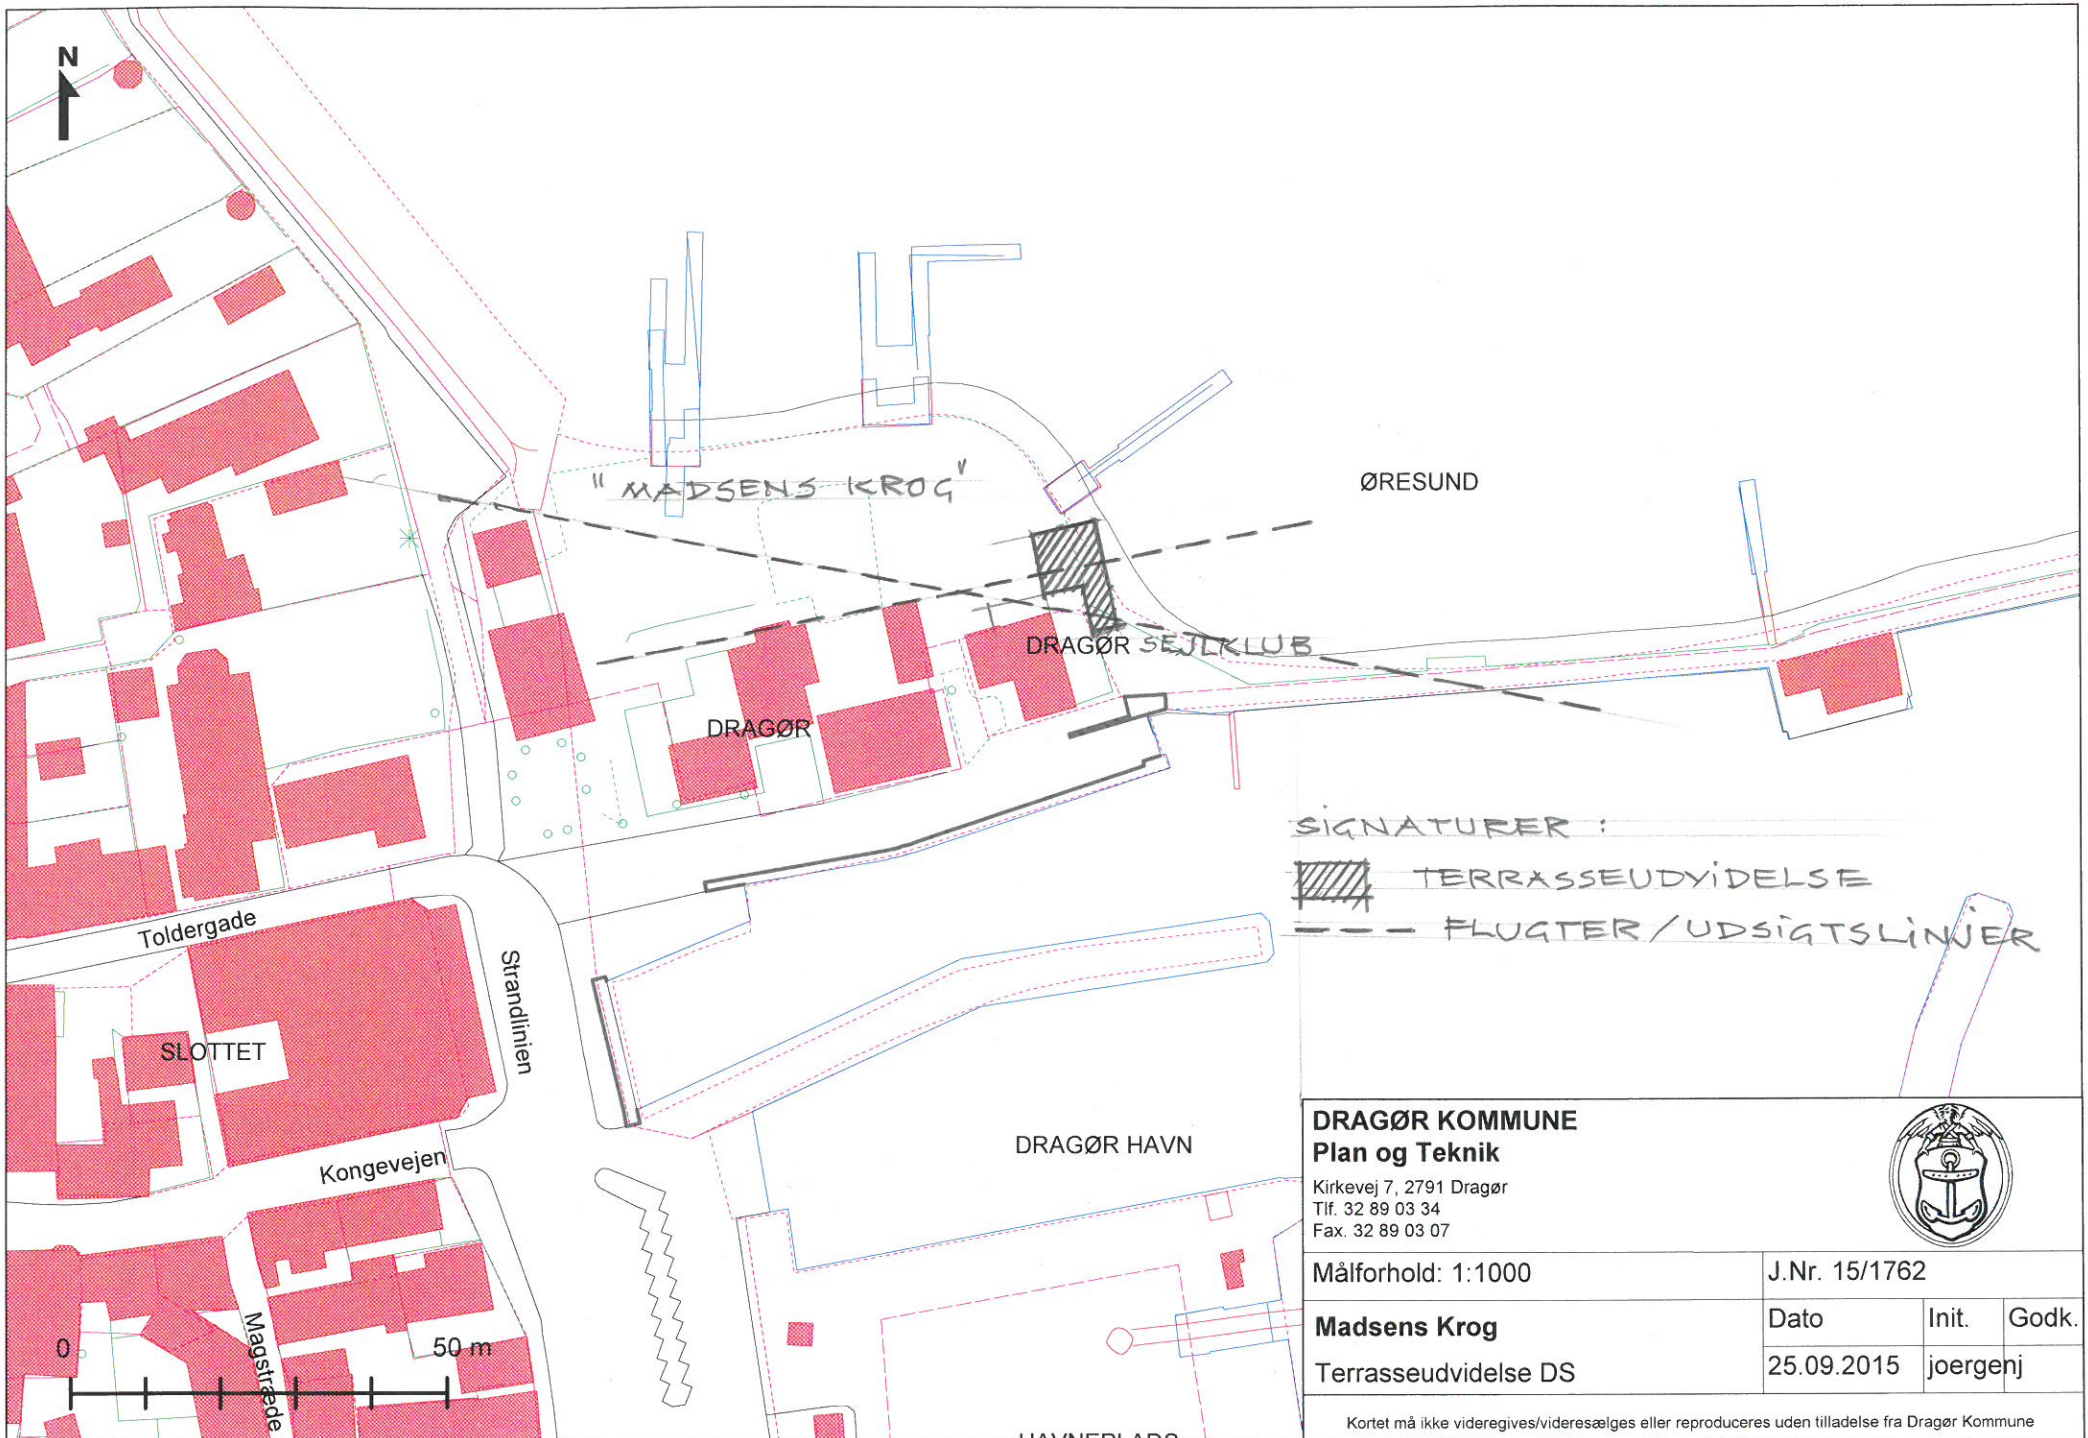 N
"MADSENS KROG"
ØRESUND
DRAGØR SEJLKLUB
DRAGØR
SIGNATURER :
TERRASSEUDVIDELSE
FLUGTER / UDSIGTSLINJER
Toldergade
Strandlinien
SLOTTET
Kongevejen
DRAGØR HAVN
Magstræde
0 50 m
HAVNEPLADS
DRAGØR KOMMUNE
Plan og Teknik
Kirkevej 7, 2791 Dragør
Tlf. 32 89 03 34
Fax. 32 89 03 07
Målforhold: 1:1000
J.Nr. 15/1762
Madsens Krog
Terrasseudvidelse DS
Dato Init. Godk.
25.09.2015 joergenj
Kortet må ikke videregives/videresælges eller reproduceres uden tilladelse fra Dragør Kommune